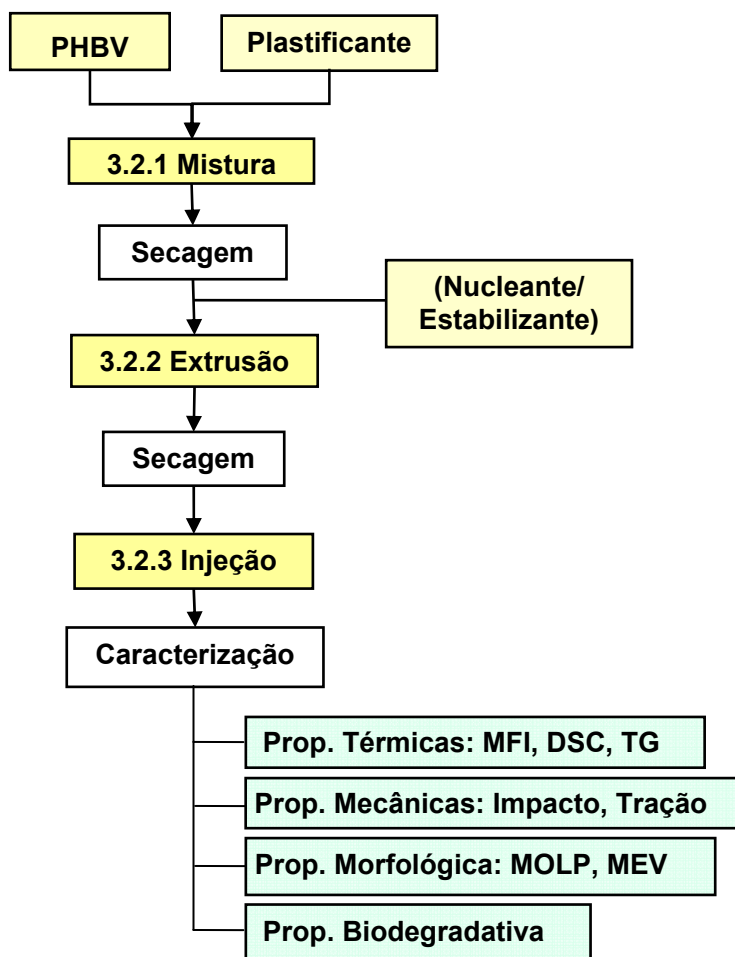 PHBV
Plastificante
3.2.1 Mistura
Secagem
(Nucleante/
Estabilizante)
3.2.2 Extrusão
Secagem
3.2.3 Injeção
Caracterização
Prop. Térmicas: MFI, DSC, TG
Prop. Mecânicas: Impacto, Tração
Prop. Morfológica: MOLP, MEV
Prop. Biodegradativa